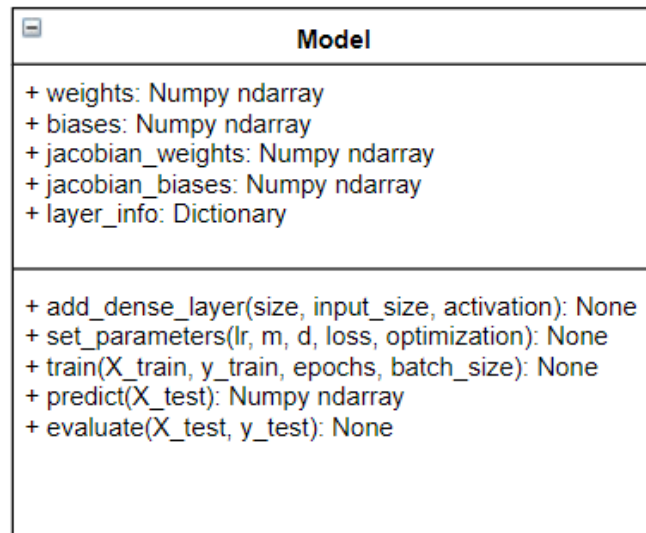 Model
+ weights: Numpy ndarray
+ biases: Numpy ndarray
+ jacobian_weights: Numpy ndarray
+ jacobian_biases: Numpy ndarray
+ layer_info: Dictionary
+ add_dense_layer(size, input_size, activation): None
+ set_parameters(lr, m, d, loss, optimization): None
+ train(X_train, y_train, epochs, batch_size): None
+ predict(X_test): Numpy ndarray
+ evaluate(X_test, y_test): None